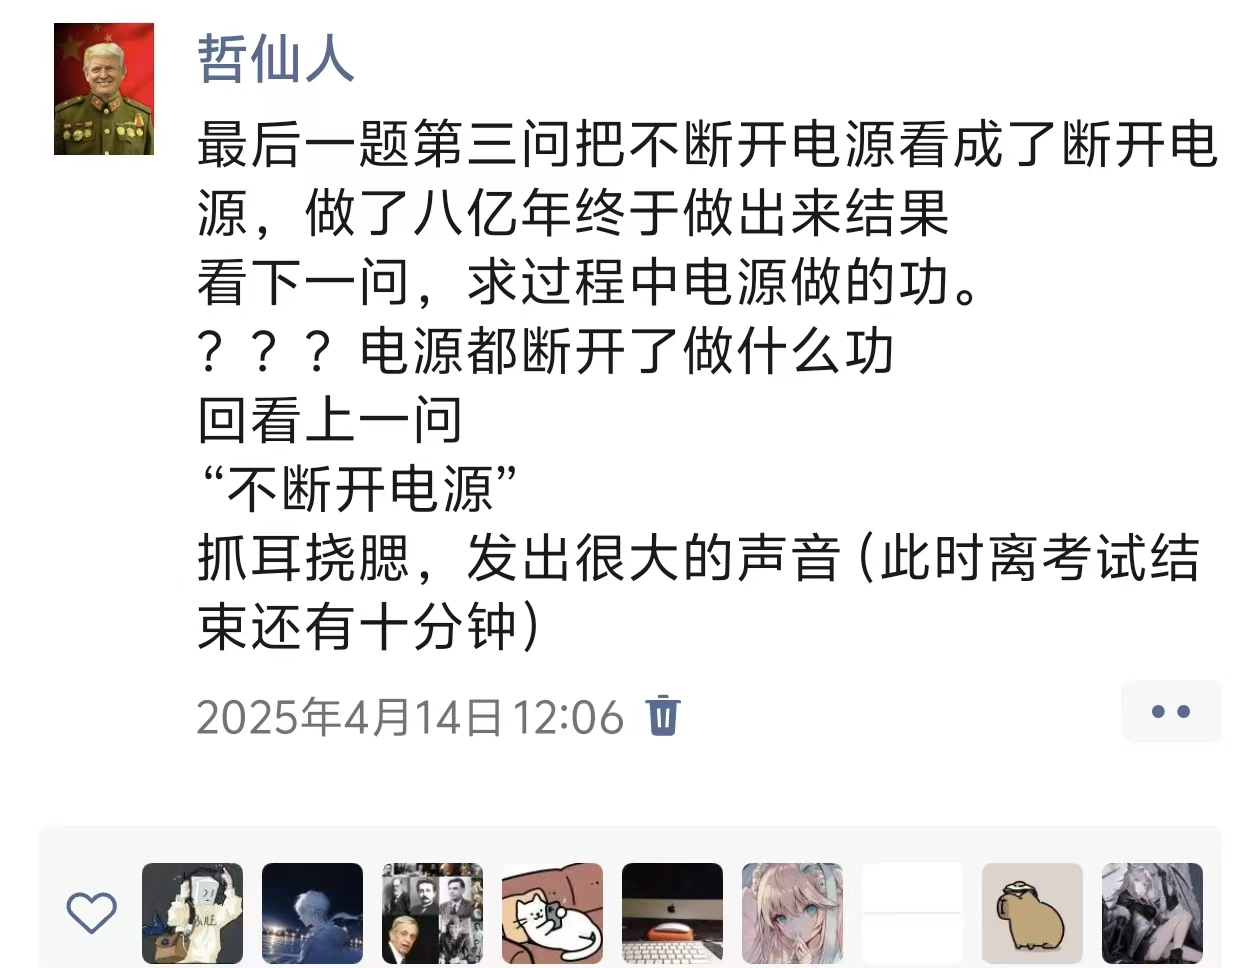 哲仙人
最后一题第三问把不断开电源看成了断开电
源，做了八亿年终于做出来结果
看下一问，求过程中电源做的功。
？？？电源都断开了做什么功
回看上一问
“不断开电源”
抓耳挠腮，发出很大的声音（此时离考试结
束还有十分钟）
2025年4月14日 12:06